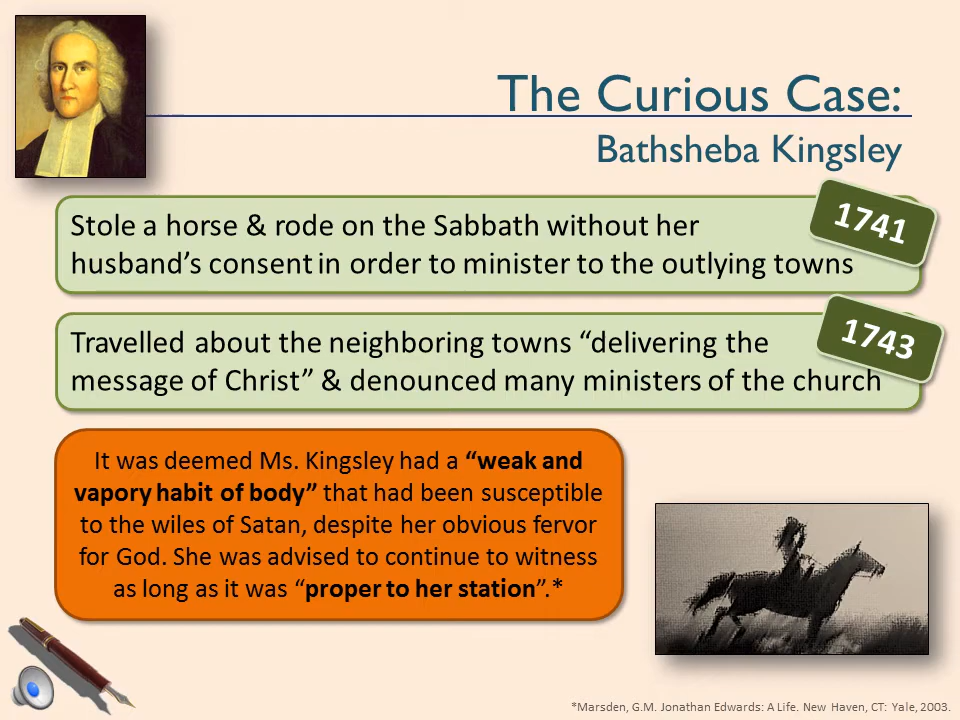 The Curious Case:
Bathsheba Kingsley
1741
Stole a horse & rode on the Sabbath without her
husband's consent in order to minister to the outlying towns
1743
Travelled about the neighboring towns “delivering the
message of Christ” & denounced many ministers of the church
It was deemed Ms. Kingsley had a “weak and
vapory habit of body” that had been susceptible
to the wiles of Satan, despite her obvious fervor
for God. She was advised to continue to witness
as long as it was “proper to her station”.*
*Marsden, G.M. Jonathan Edwards: A Life. New Haven, CT: Yale, 2003.